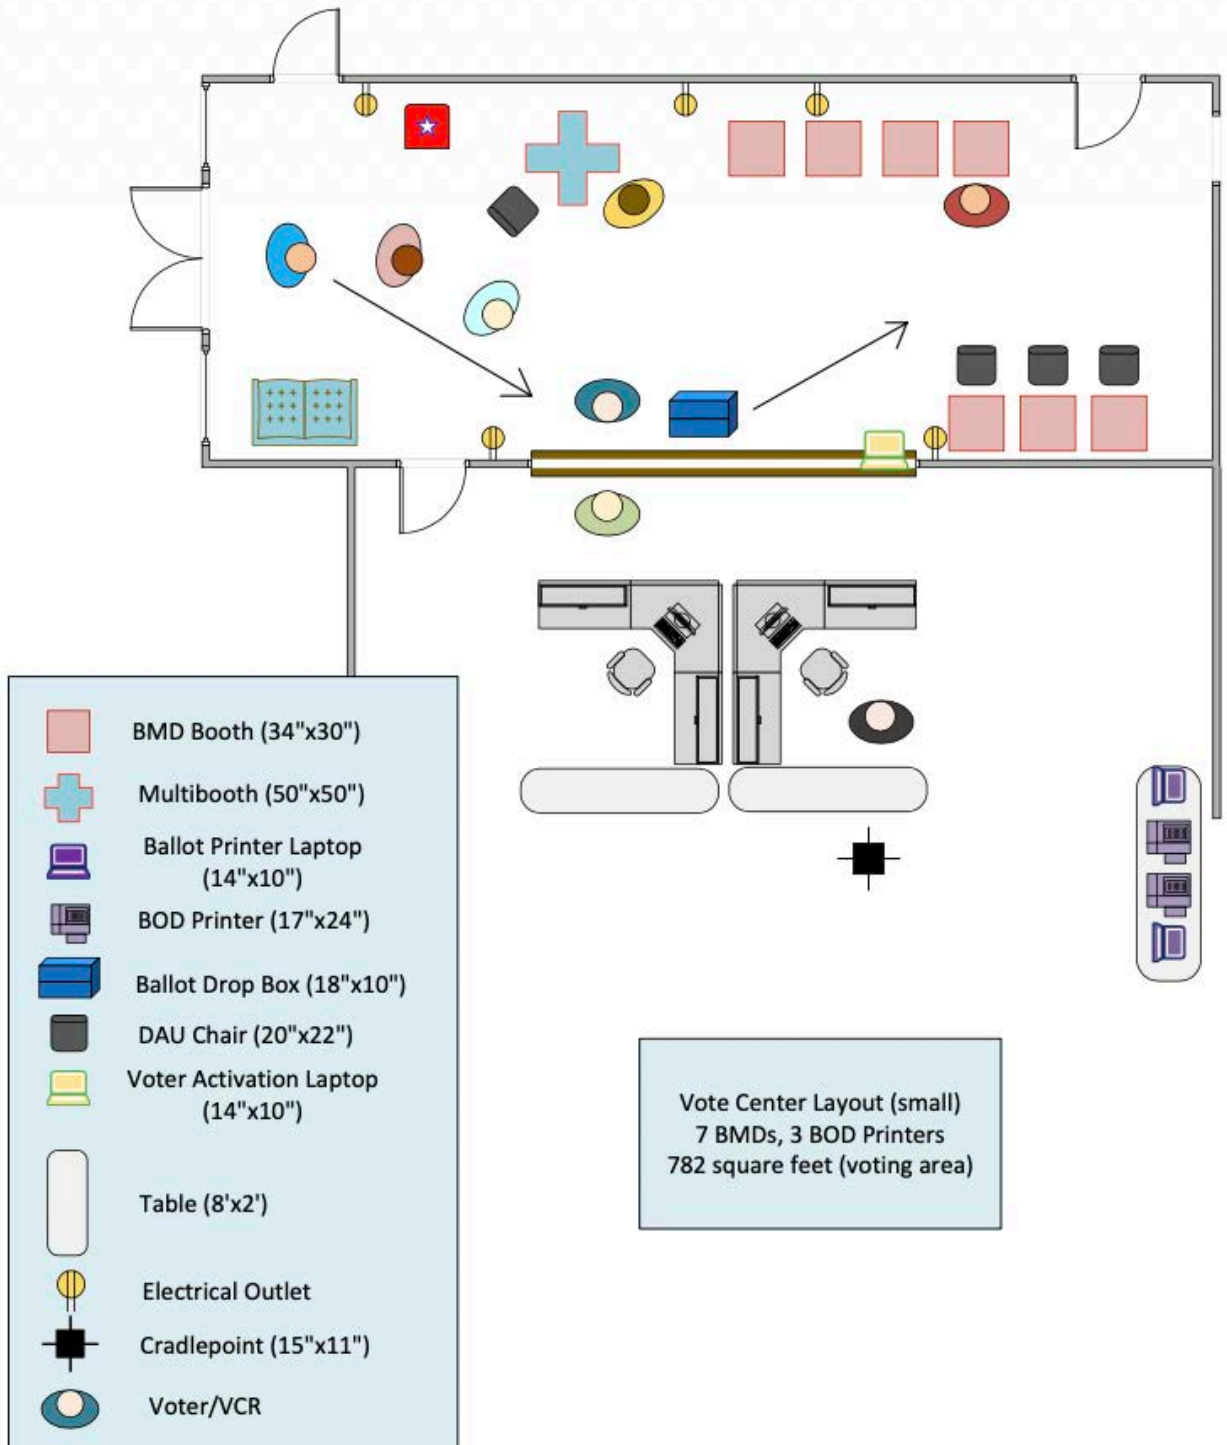 BMD Booth (34"x30")
Multibooth (50"x50")
Ballot Printer Laptop
(14"x10")
BOD Printer (17"x24")
Ballot Drop Box (18"x10")
DAU Chair (20"x22")
Voter Activation Laptop
(14"x10")
Table (8'x2')
Electrical Outlet
Cradlepoint (15"x11")
Voter/VCR
Vote Center Layout (small)
7 BMDs, 3 BOD Printers
782 square feet (voting area)